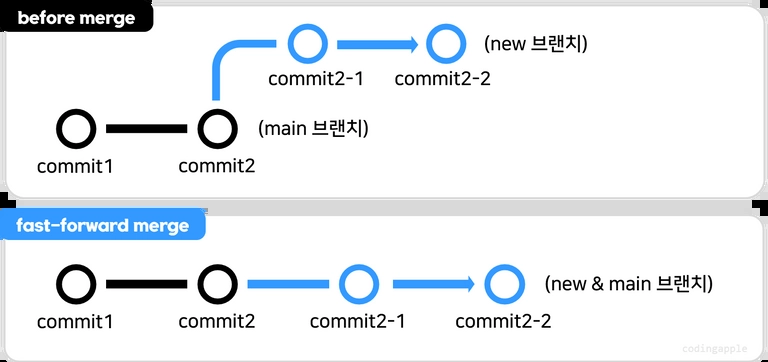 before merge
(new 브랜치)
commit2-1
commit2-2
(main 브랜치)
commit1
commit2
fast-forward merge
(new & main 브랜치)
commit1
commit2
commit2-1
commit2-2
codingapple